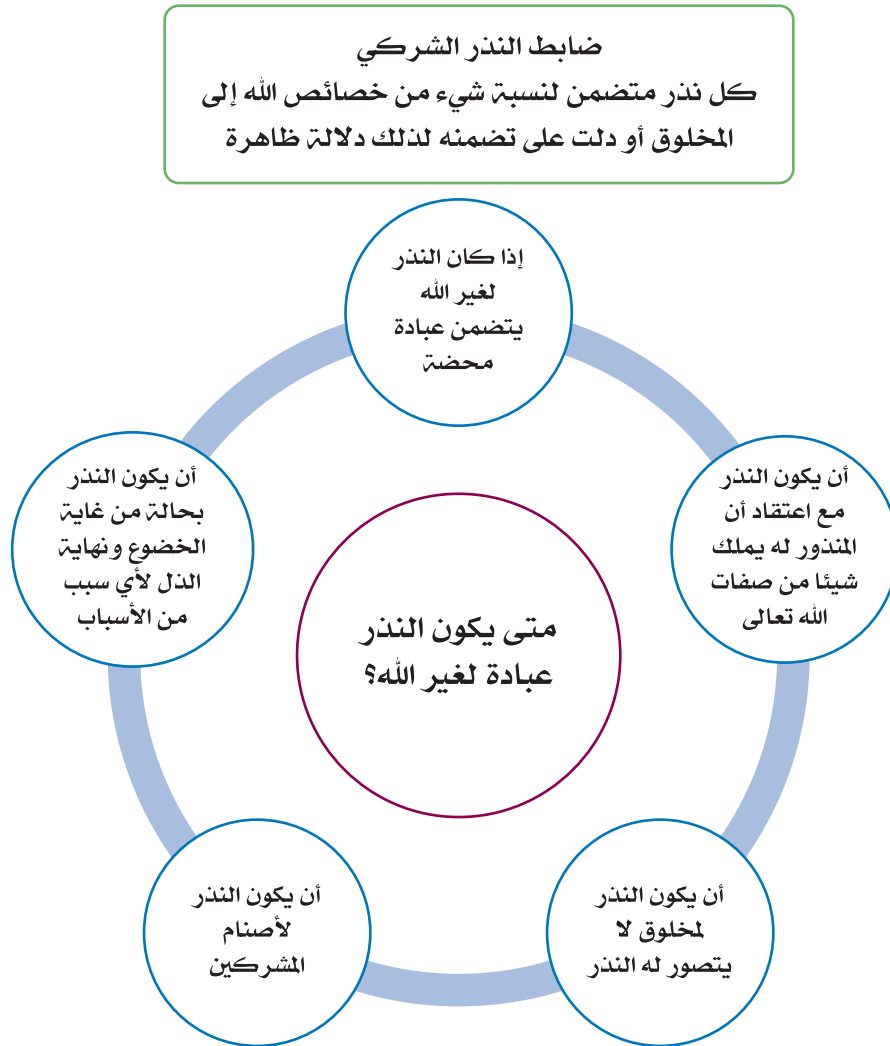 ضابط النذر الشركي
كل نذر متضمن لنسبة شيء من خصائص الله إلى
المخلوق أو دلت على تضمنه لذلك دلالة ظاهرة
إذا كان النذر
لغير الله
يتضمن عبادة
محضة
أن يكون النذر
مع اعتقاد أن
المنذور له يملك
شيئا من صفات
الله تعالى
أن يكون النذر
لمخلوق لا
يتصور له النذر
أن يكون النذر
لأصنام
المشركين
أن يكون النذر
بحالة من غاية
الخضوع ونهاية
الذل لأي سبب
من الأسباب
متى يكون النذر
عبادة لغير الله؟